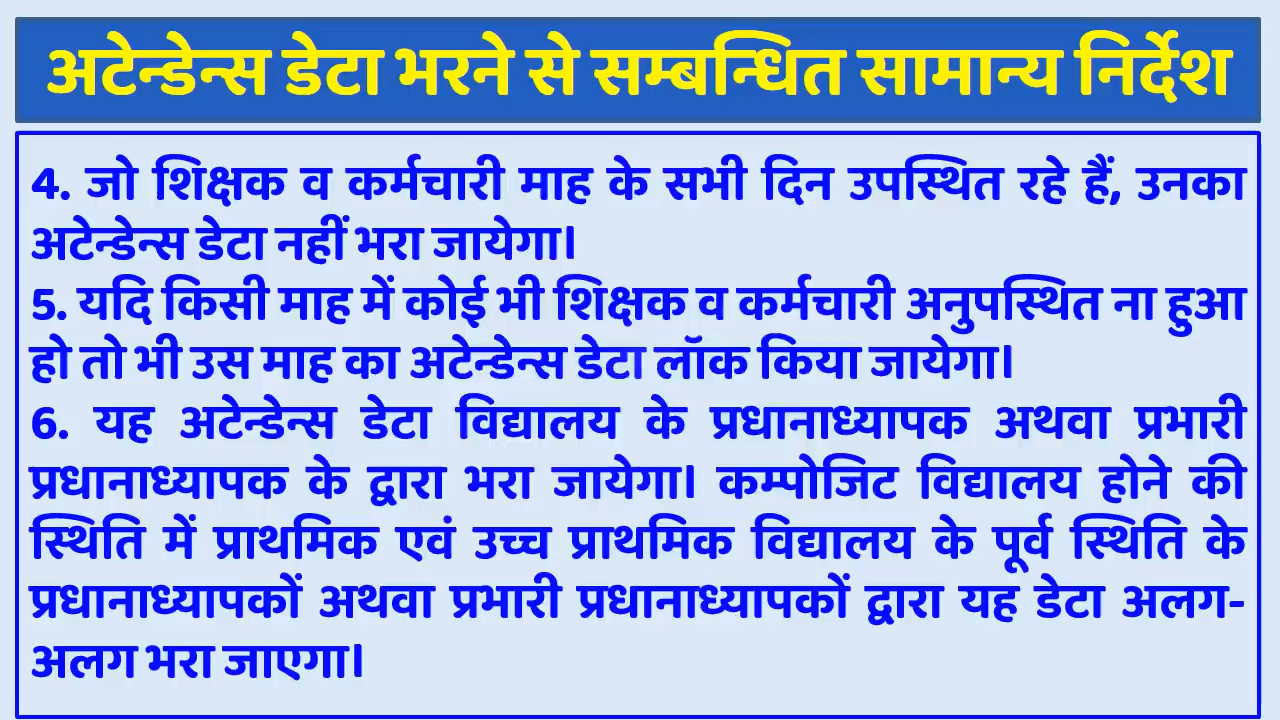 अटेन्डेन्स डेटा भरने से सम्बन्धित सामान्य निर्देश
4. जो शिक्षक व कर्मचारी माह के सभी दिन उपस्थित रहे हैं, उनका
अटेन्डेन्स डेटा नहीं भरा जायेगा।
5. यदि किसी माह में कोई भी शिक्षक व कर्मचारी अनुपस्थित ना हुआ
हो तो भी उस माह का अटेन्डेन्स डेटा लॉक किया जायेगा।
6. यह अटेन्डेन्स डेटा विद्यालय के प्रधानाध्यापक अथवा प्रभारी
प्रधानाध्यापक के द्वारा भरा जायेगा। कम्पोजिट विद्यालय होने की
स्थिति में प्राथमिक एवं उच्च प्राथमिक विद्यालय के पूर्व स्थिति के
प्रधानाध्यापकों अथवा प्रभारी प्रधानाध्यापकों द्वारा यह डेटा अलग-
अलग भरा जाएगा।